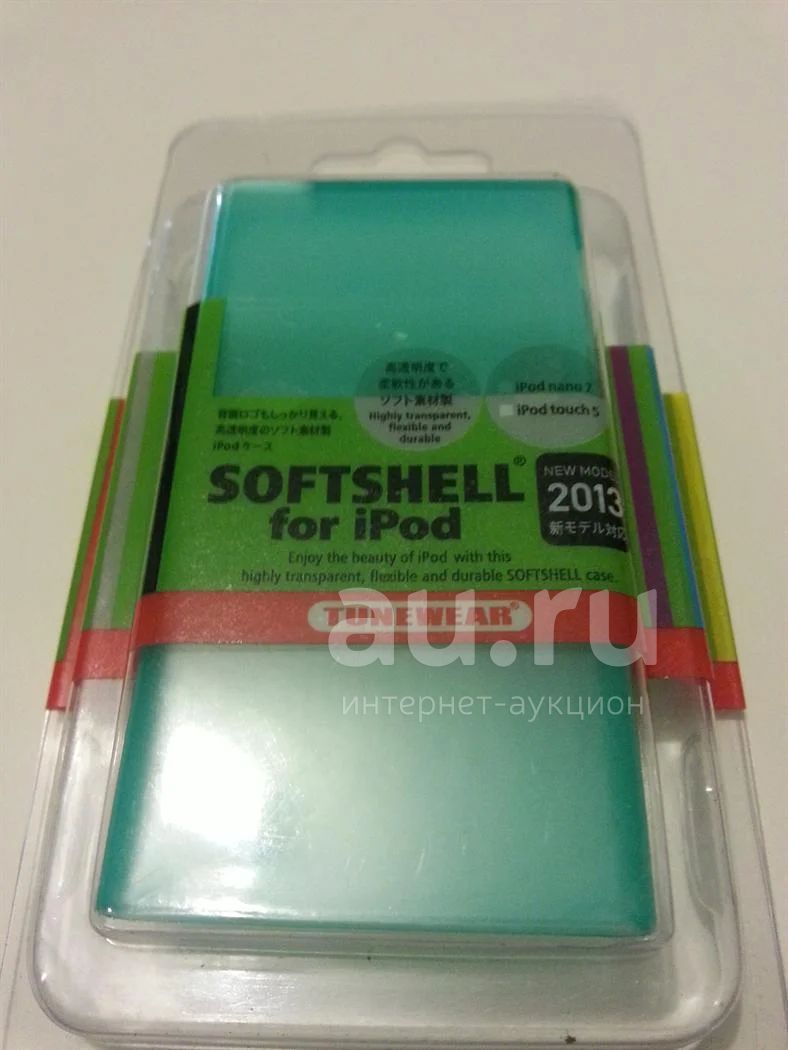 高透明度で
柔軟性がある
ソフト素材製
Highly transparent,
flexible and
durable
iPod nano 7
iPod touch 5
背面ロゴもしっかり見える、
高透明度のソフト素材製
iPodケース
SOFTSHELL®
for iPod
NEW MODEL
2013
新モデル対応
Enjoy the beauty of iPod with this
highly transparent, flexible and durable SOFTSHELL case.
TUNEWEAR®
au.ru
интернет-аукцион